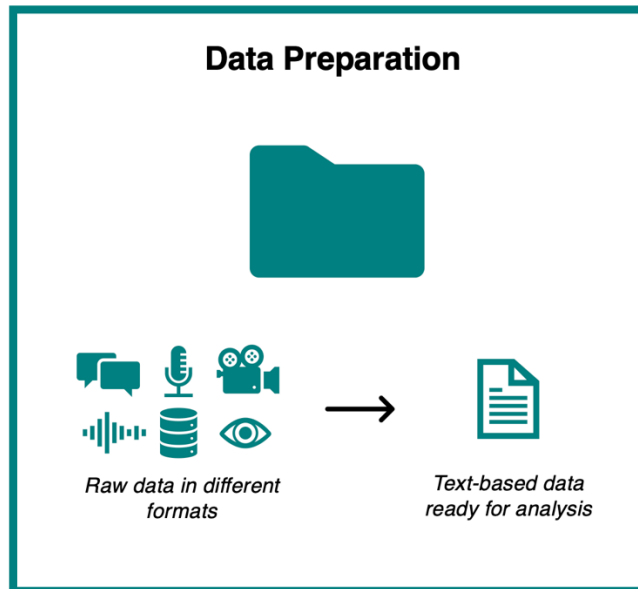 Data Preparation
Raw data in different
formats
Text-based data
ready for analysis